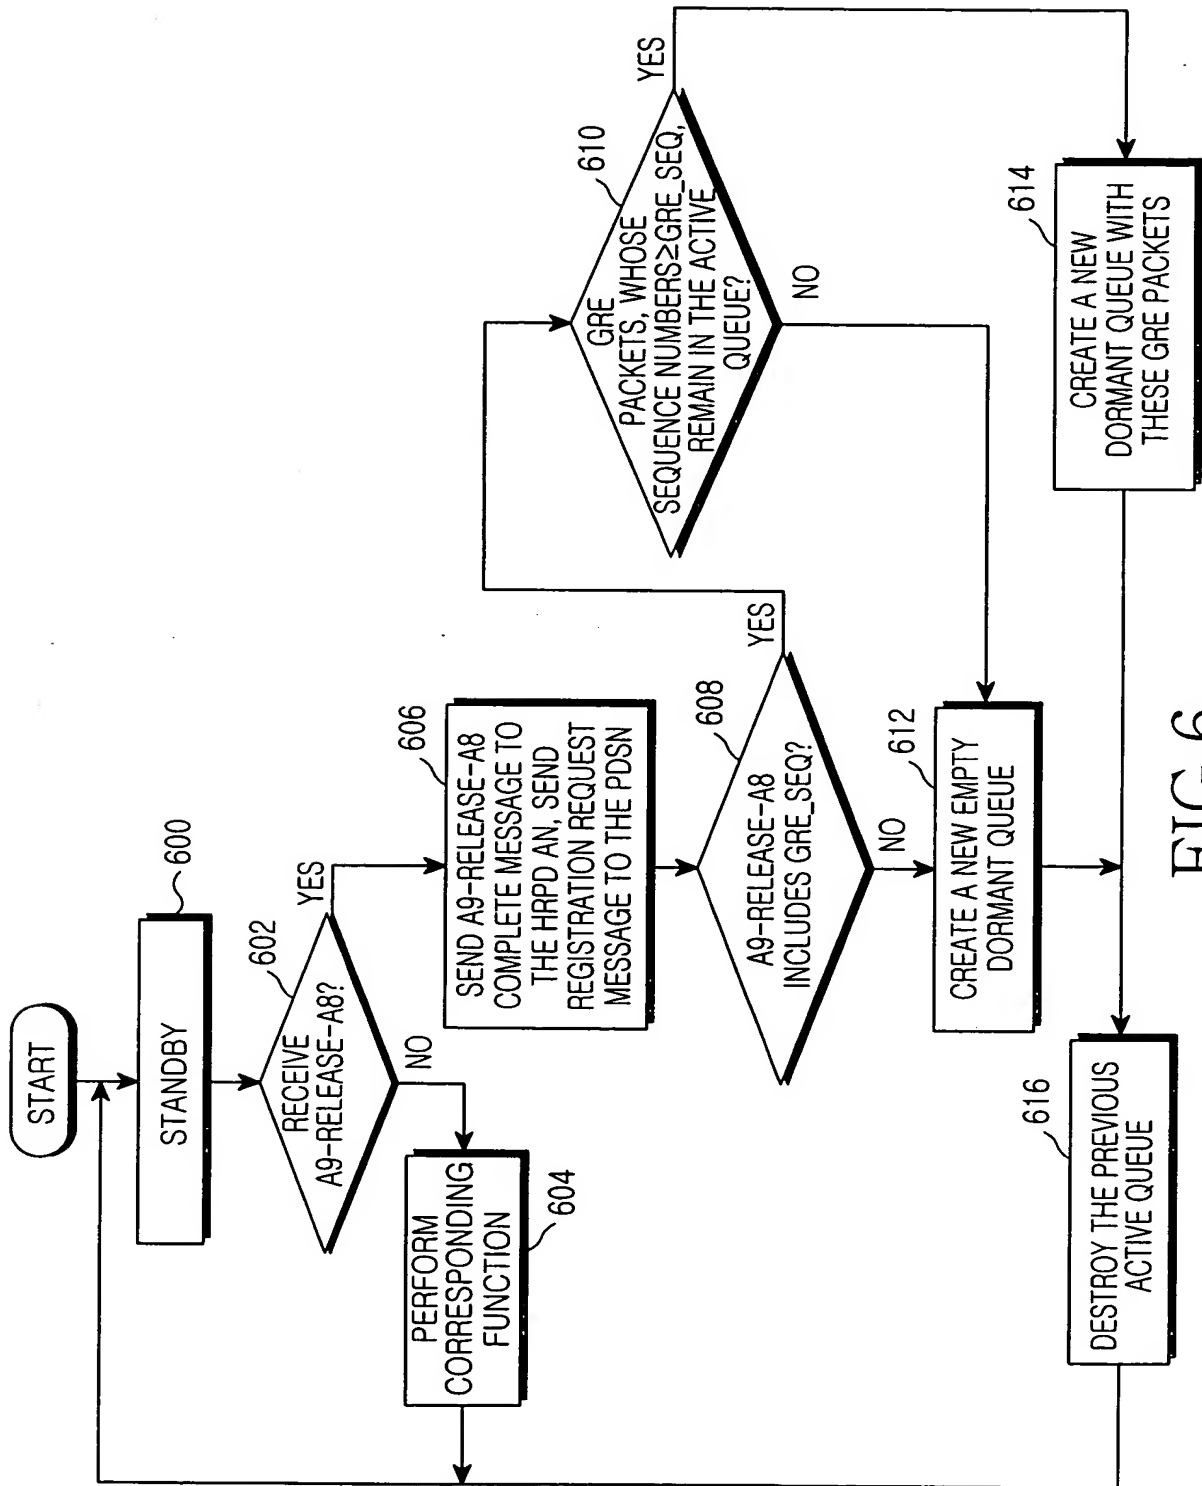 START
STANDBY
600
RECEIVE
A9-RELEASE-A8?
602
YES
NO
PERFORM
CORRESPONDING
FUNCTION
604
SEND A9-RELEASE-A8
COMPLETE MESSAGE TO
THE HRPD AN, SEND
REGISTRATION REQUEST
MESSAGE TO THE PDSN
606
A9-RELEASE-A8
INCLUDES GRE_SEQ?
608
YES
NO
GRE
PACKETS, WHOSE
SEQUENCE NUMBERS≥GRE_SEQ,
REMAIN IN THE ACTIVE
QUEUE?
610
YES
NO
CREATE A NEW EMPTY
DORMANT QUEUE
612
CREATE A NEW
DORMANT QUEUE WITH
THESE GRE PACKETS
614
DESTROY THE PREVIOUS
ACTIVE QUEUE
616
FIG.6